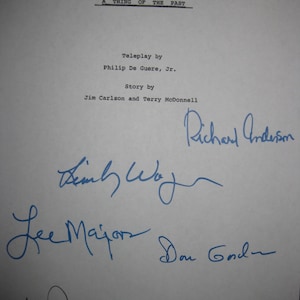 A THING OF THE PAST
Teleplay by
Philip De Guere, Jr.
Story by
Jim Carlson and Terry McDonnell
Richard Anderson
Lindsay Wagner
Lee Majors
Don Gordon